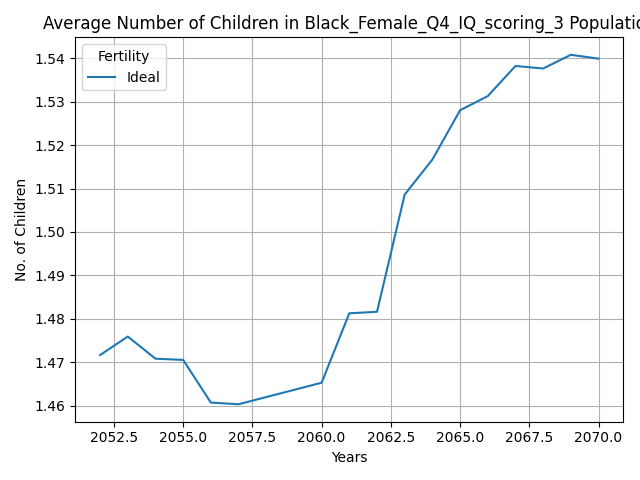 Average Number of Children in Black_Female_Q4_IQ_scoring_3 Populatio
Fertility
Ideal
No. of Children
1.54
1.53
1.52
1.51
1.50
1.49
1.48
1.47
1.46
2052.5 2055.0 2057.5 2060.0 2062.5 2065.0 2067.5 2070.0
Years